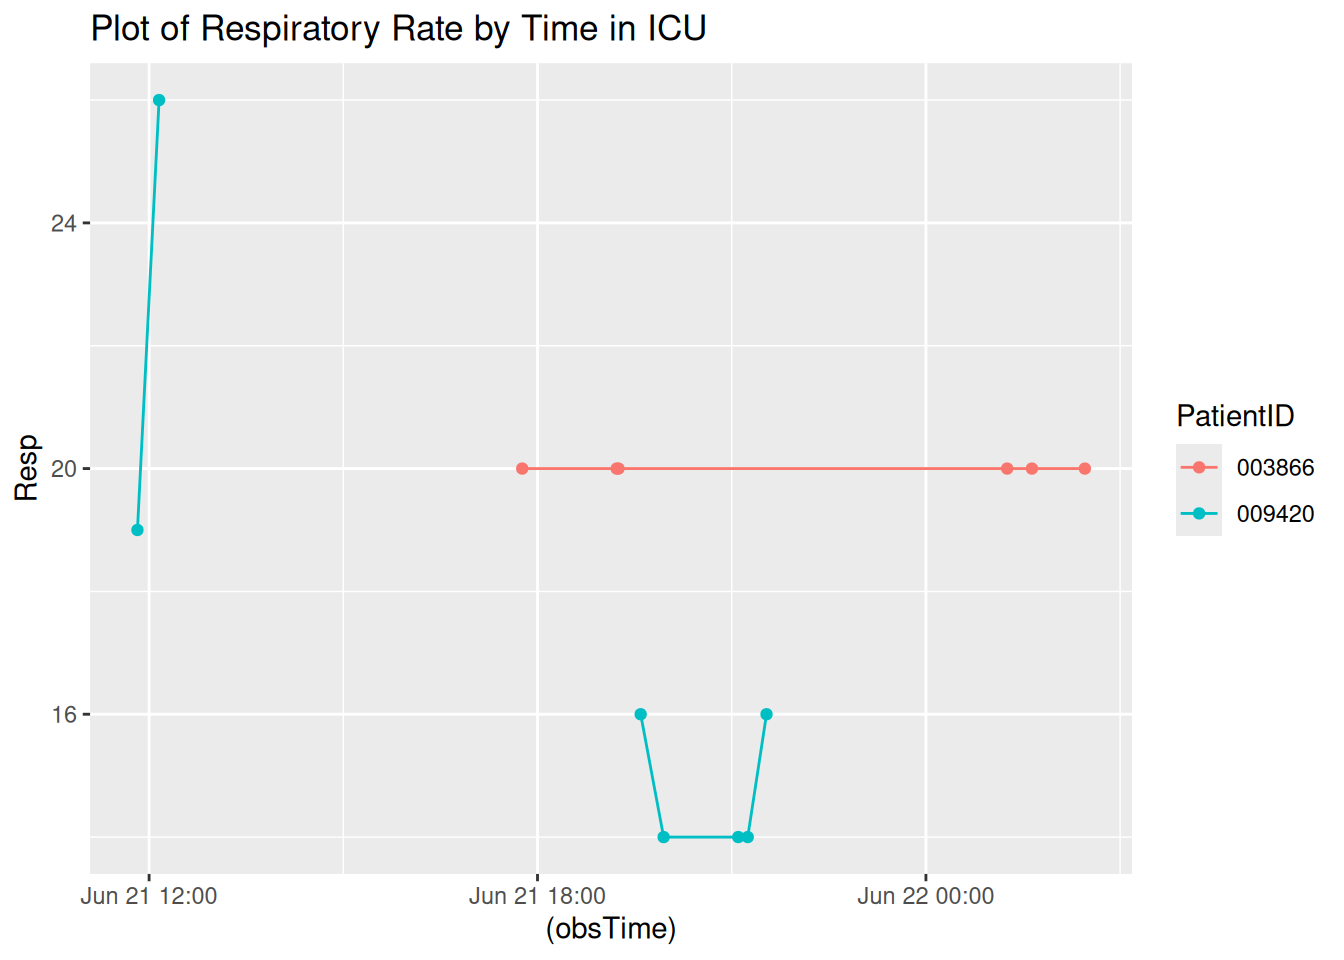 Plot of Respiratory Rate by Time in ICU
Resp
24
20
16
Jun 21 12:00
Jun 21 18:00
Jun 22 00:00
(obsTime)
PatientID
003866
009420